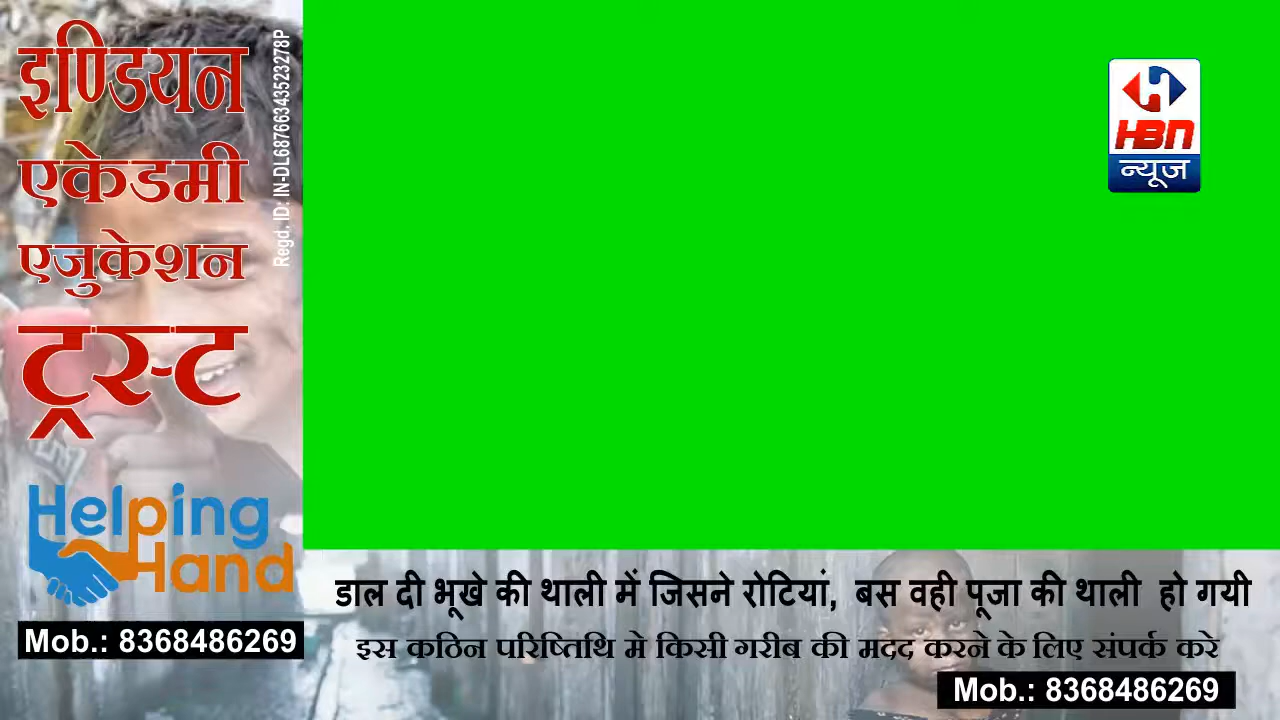 इण्डियन
एकेडमी
एजुकेशन
ट्रस्ट
Regd. ID: IN-DL68766343523278P
Helping
Hand
Mob.: 8368486269
HBN
न्यूज
डाल दी भूखे की थाली में जिसने रोटियां, बस वही पूजा की थाली हो गयी
इस कठिन परिष्तिथि मे किसी गरीब की मदद करने के लिए संपर्क करे
Mob.: 8368486269